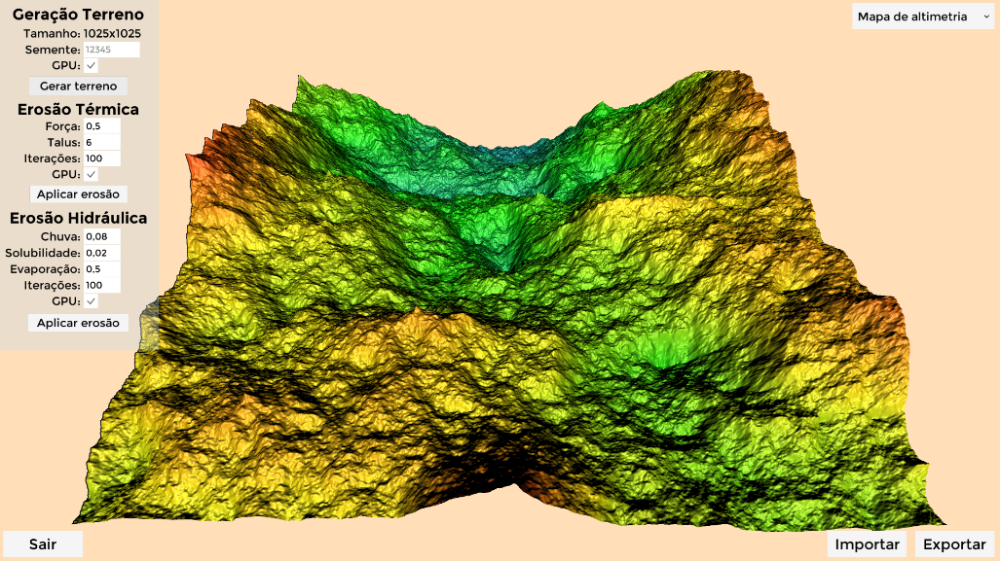 Geração Terreno
Tamanho: 1025x1025
Semente: 12345
GPU:
Gerar terreno
Erosão Térmica
Força: 0,5
Talus: 6
Iterações: 100
GPU:
Aplicar erosão
Erosão Hidráulica
Chuva: 0,08
Solubilidade: 0,02
Evaporação: 0,5
Iterações: 100
GPU:
Aplicar erosão
Mapa de altimetria
Sair
Importar
Exportar